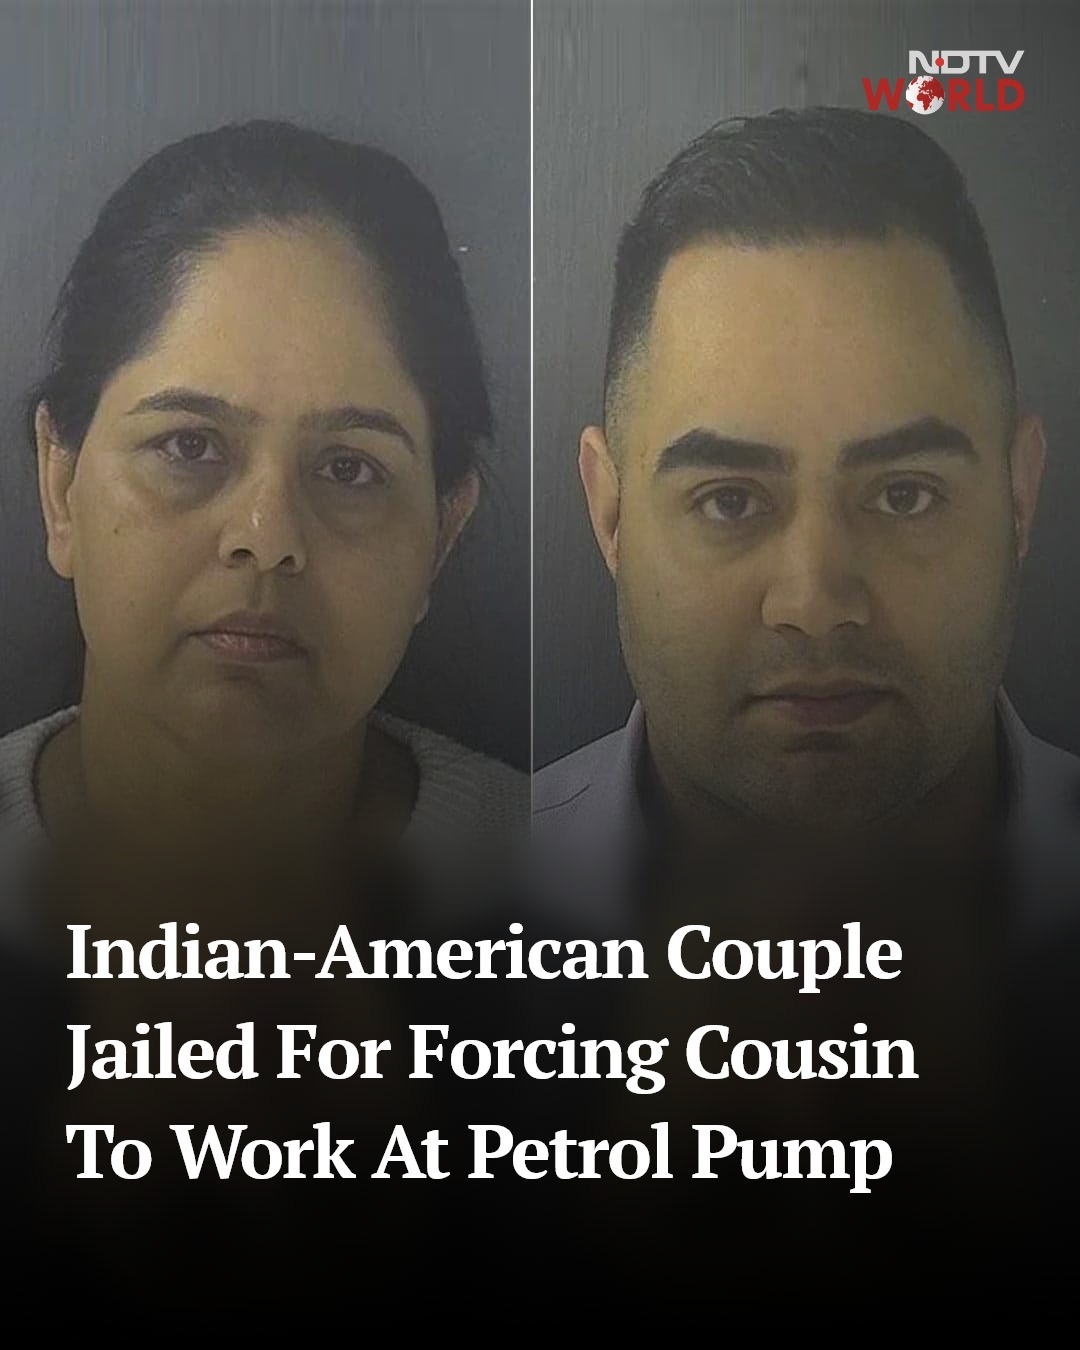 NDTV
WORLD
Indian-American Couple
Jailed For Forcing Cousin
To Work At Petrol Pump